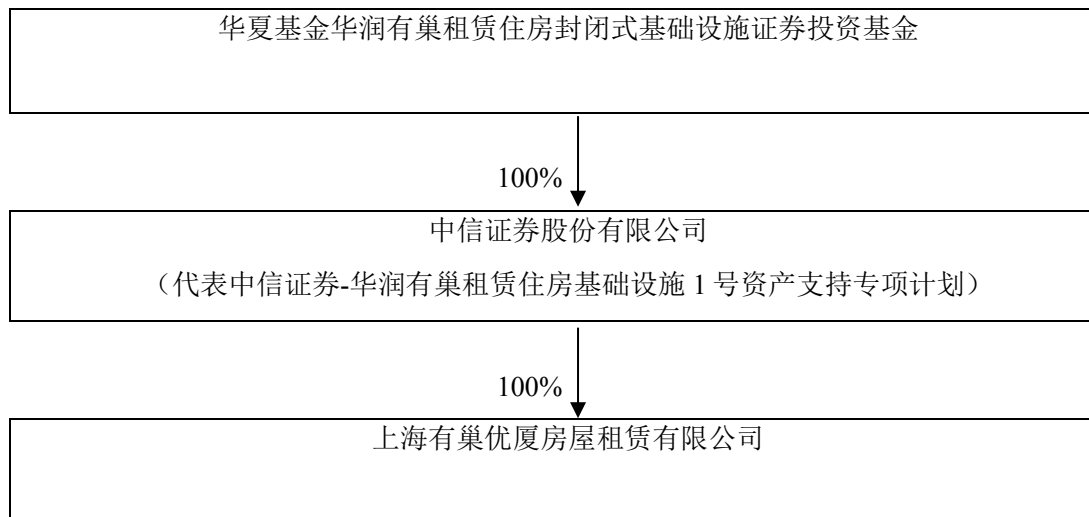 华夏基金华润有巢租赁住房封闭式基础设施证券投资基金
100%
中信证券股份有限公司
（代表中信证券-华润有巢租赁住房基础设施 1 号资产支持专项计划）
100%
上海有巢优厦房屋租赁有限公司